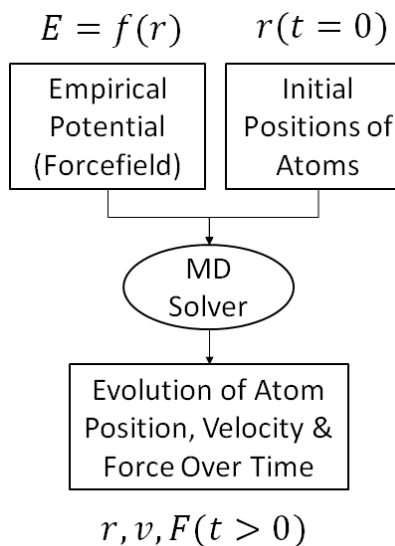 E = f(r)
r(t = 0)
Empirical
Potential
(Forcefield)
Initial
Positions of
Atoms
MD
Solver
Evolution of Atom
Position, Velocity &
Force Over Time
r, v, F(t > 0)